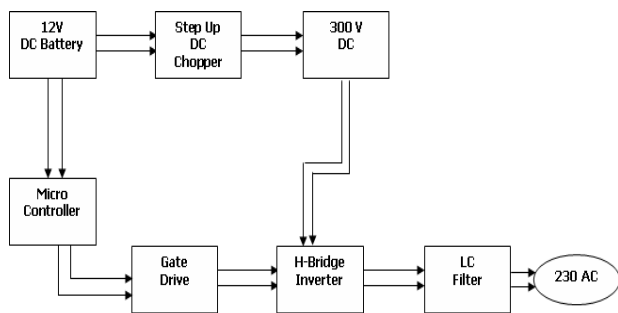 12V
DC Battery
Step Up
DC
Chopper
300 V
DC
Micro
Controller
Gate
Drive
H-Bridge
Inverter
LC
Filter
230 AC